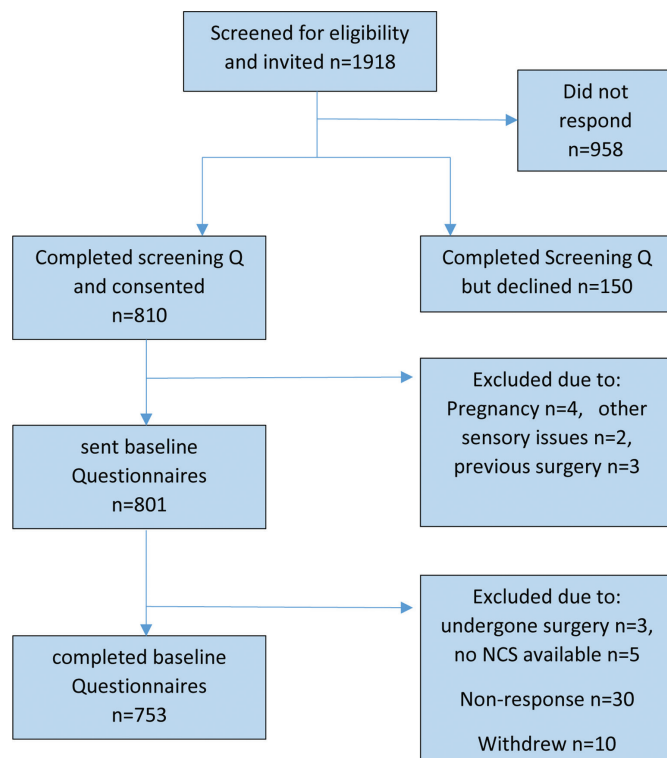 Screened for eligibility
and invited n=1918
Did not
respond
n=958
Completed screening Q
and consented
n=810
Completed Screening Q
but declined n=150
Excluded due to:
Pregnancy n=4, other
sensory issues n=2,
previous surgery n=3
sent baseline
Questionnaires
n=801
Excluded due to:
undergone surgery n=3,
no NCS available n=5
Non-response n=30
Withdrew n=10
completed baseline
Questionnaires
n=753